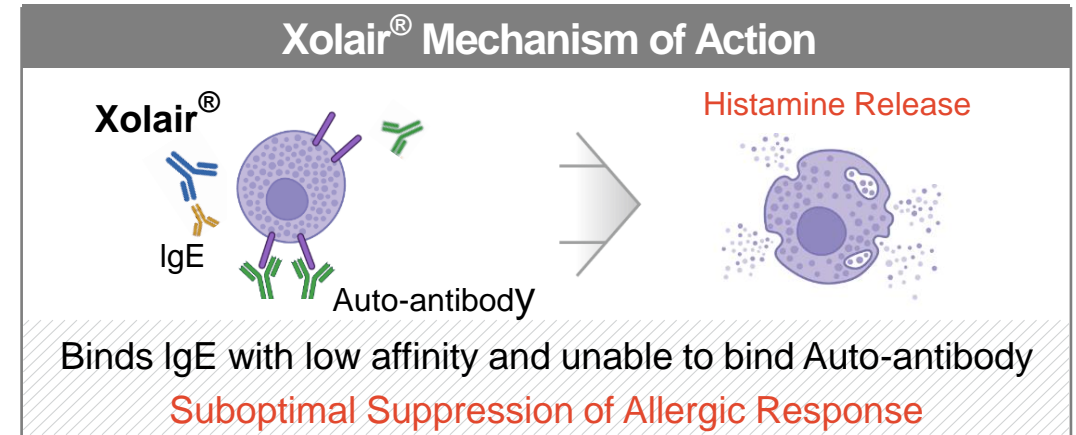 Xolair® Mechanism of Action
Xolair®
Histamine Release
IgE
Auto-antibody
Binds IgE with low affinity and unable to bind Auto-antibody
Suboptimal Suppression of Allergic Response